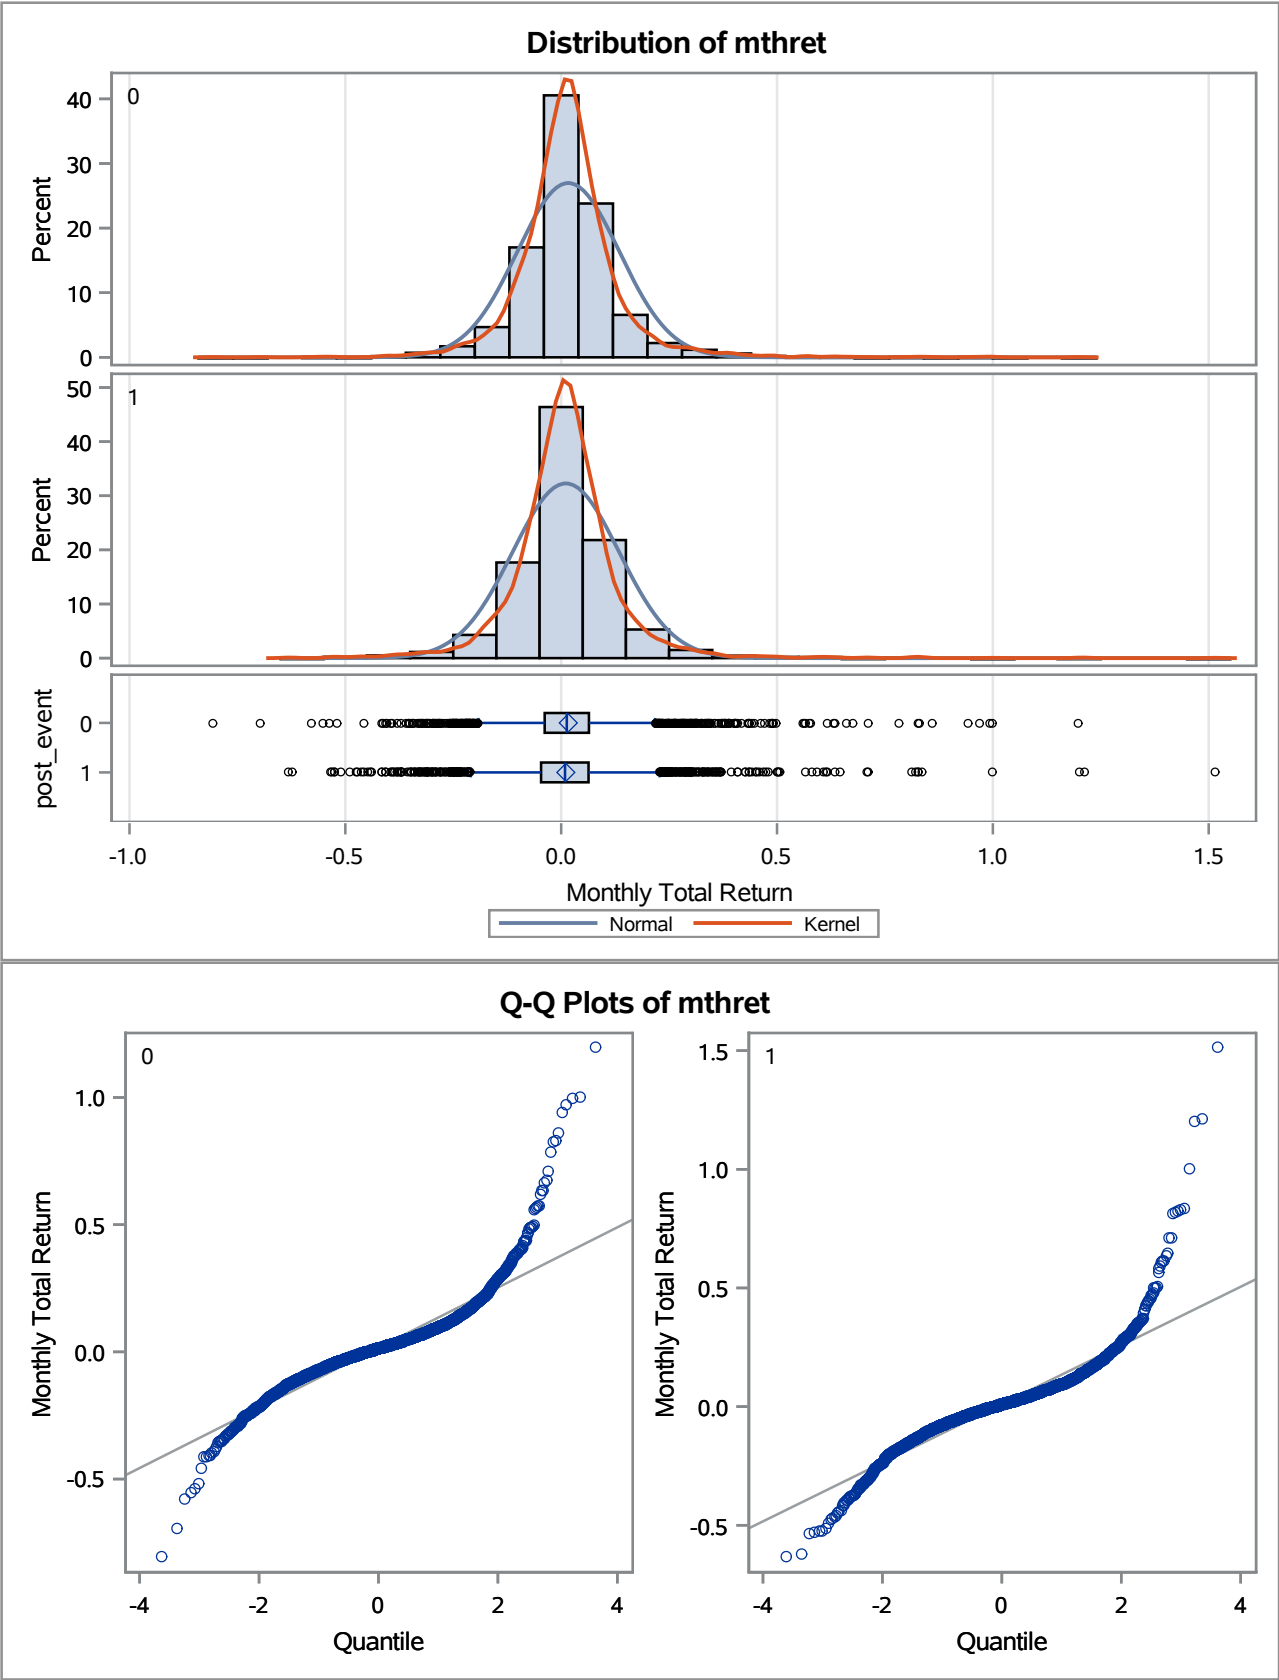 Distribution of mthret
0
40
30
20
10
0
Percent
1
50
40
30
20
10
0
Percent
post_event
0
1
-1.0 -0.5 0.0 0.5 1.0 1.5
Monthly Total Return
Normal Kernel
Q-Q Plots of mthret
0
1.0
0.5
0.0
-0.5
Monthly Total Return
-4 -2 0 2 4
Quantile
1
1.5
1.0
0.5
0.0
-0.5
Monthly Total Return
-4 -2 0 2 4
Quantile